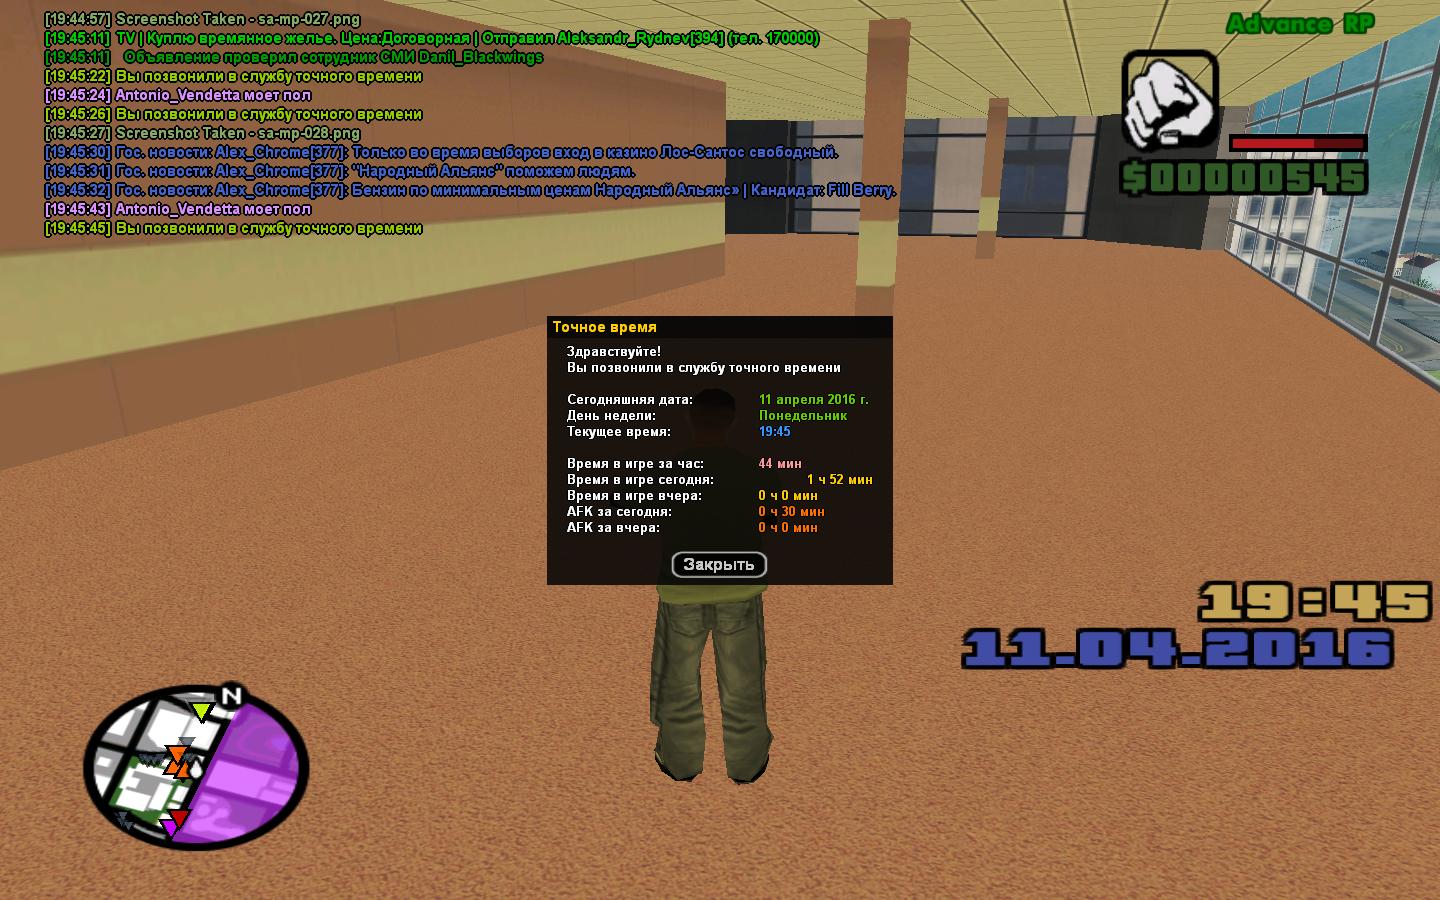 [19:44:57] Screenshot Taken - sa-mp-027.png
[19:45:11] TV | Куплю времянное желье. Цена:Договорная | Отправил Aleksandr_Rydnev[394] (тел. 170000)
[19:45:11] Объявление проверил сотрудник СМИ Danil_Blackwings
[19:45:22] Вы позвонили в службу точного времени
[19:45:24] Antonio_Vendetta моет пол
[19:45:26] Вы позвонили в службу точного времени
[19:45:27] Screenshot Taken - sa-mp-028.png
[19:45:30] Гос. новости: Alex_Chrome[377]: Только во время выборов вход в казино Лос-Сантос свободный.
[19:45:31] Гос. новости: Alex_Chrome[377]: "Народный Альянс" поможем людям.
[19:45:32] Гос. новости: Alex_Chrome[377]: Бензин по минимальным ценам Народный Альянс» | Кандидат: Fill Berry.
[19:45:43] Antonio_Vendetta моет пол
[19:45:45] Вы позвонили в службу точного времени
Advance RP
$00000545
Точное время
Здравствуйте!
Вы позвонили в службу точного времени
Сегодняшняя дата: 11 апреля 2016 г.
День недели: Понедельник
Текущее время: 19:45
Время в игре за час: 44 мин
Время в игре сегодня: 1 ч 52 мин
Время в игре вчера: 0 ч 0 мин
AFK за сегодня: 0 ч 30 мин
AFK за вчера: 0 ч 0 мин
Закрыть
19:45
11.04.2016
N